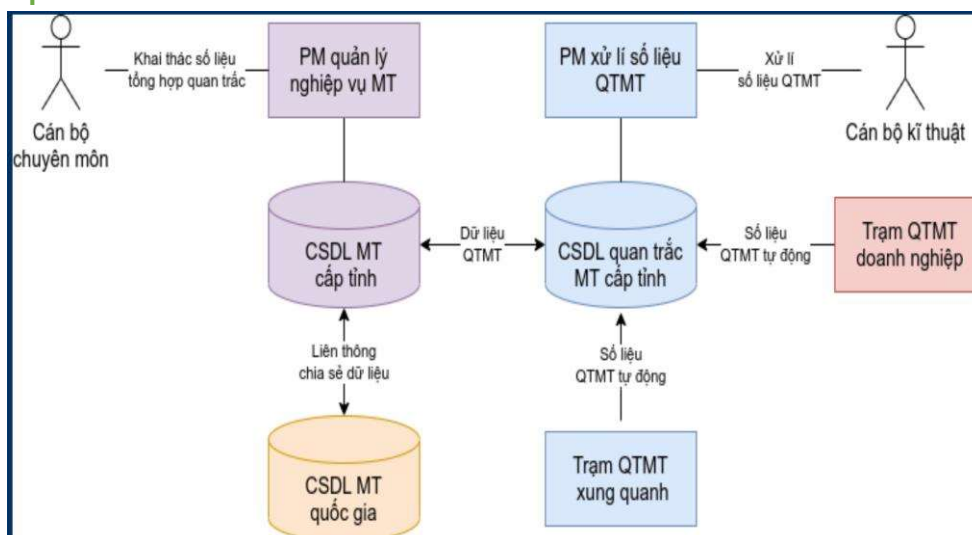 Cán bộ
chuyên môn
Khai thác số liệu
tổng hợp quan trắc
PM quản lý
nghiệp vụ MT
PM xử lí số liệu
QTMT
Xử lí
số liệu QTMT
Cán bộ kĩ thuật
CSDL MT
cấp tỉnh
Dữ liệu
QTMT
CSDL quan trắc
MT cấp tỉnh
Số liệu
QTMT tự động
Trạm QTMT
doanh nghiệp
Liên thông
chia sẻ dữ liệu
Số liệu
QTMT tự động
CSDL MT
quốc gia
Trạm QTMT
xung quanh